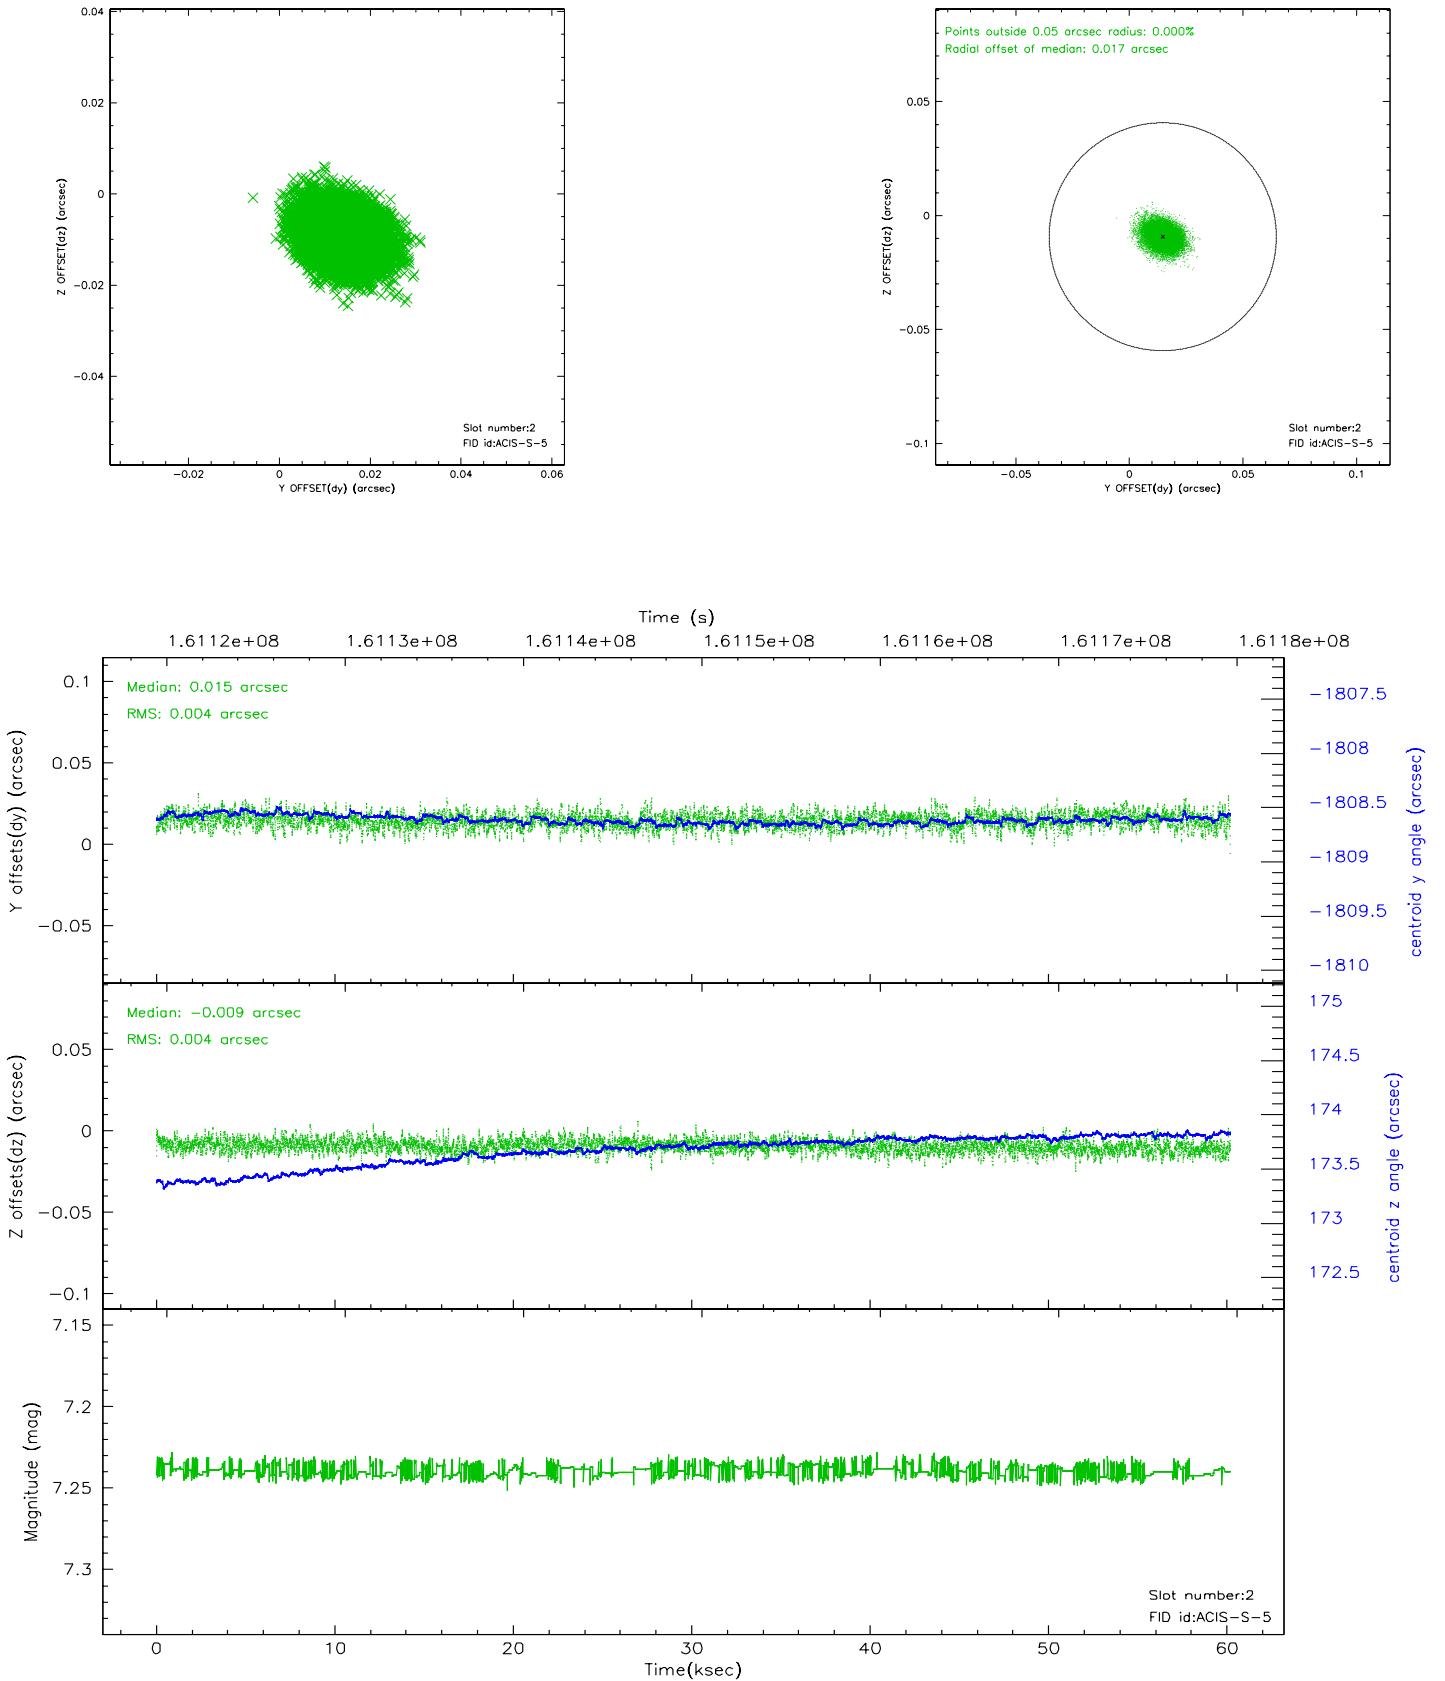 0.04
0.02
0
−0.02
−0.04
Z OFFSET(dz) (arcsec)
Slot number:2
FID id:ACIS−S−5
−0.02 0 0.02 0.04 0.06
Y OFFSET(dy) (arcsec)
Points outside 0.05 arcsec radius: 0.000%
Radial offset of median: 0.017 arcsec
0.05
0
−0.05
−0.1
Z OFFSET(dz) (arcsec)
Slot number:2
FID id:ACIS−S−5
−0.05 0 0.05 0.1
Y OFFSET(dy) (arcsec)
Time (s)
1.6112e+08 1.6113e+08 1.6114e+08 1.6115e+08 1.6116e+08 1.6117e+08 1.6118e+08
Median: 0.015 arcsec
RMS: 0.004 arcsec
0.1
0.05
0
−0.05
Y offsets(dy) (arcsec)
−1807.5
−1808
−1808.5
−1809
−1809.5
−1810
centroid y angle (arcsec)
Median: −0.009 arcsec
RMS: 0.004 arcsec
0.05
0
−0.05
−0.1
Z offsets(dz) (arcsec)
175
174.5
174
173.5
173
172.5
centroid z angle (arcsec)
7.15
7.2
7.25
7.3
Magnitude (mag)
Slot number:2
FID id:ACIS−S−5
0 10 20 30 40 50 60
Time(ksec)